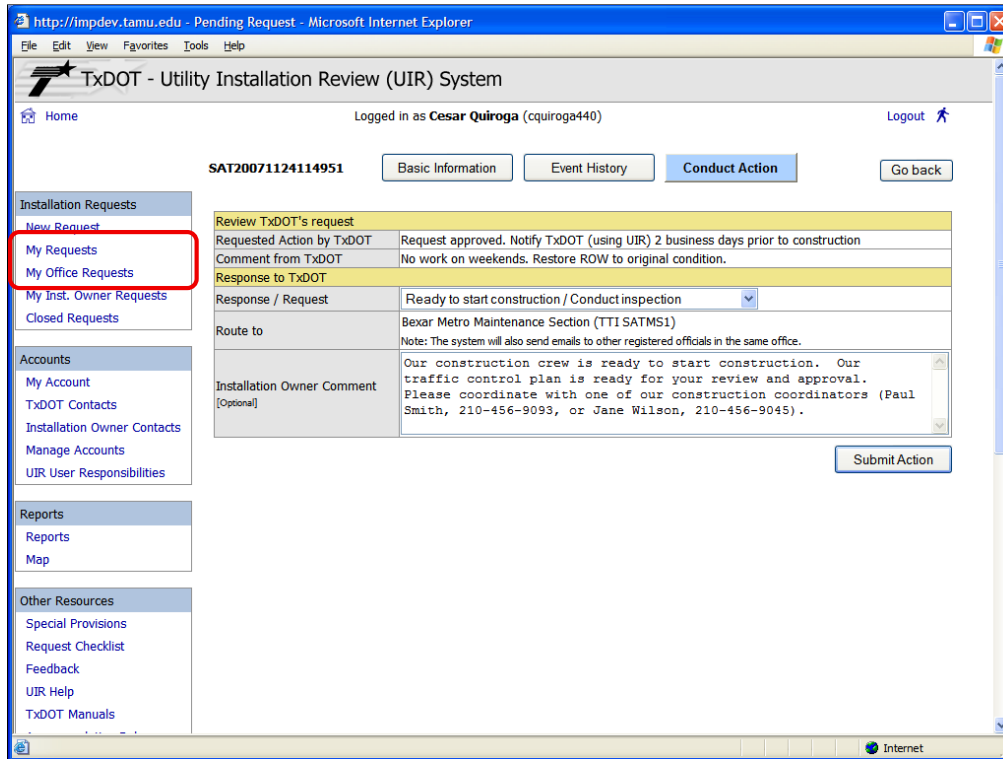 http://impdev.tamu.edu - Pending Request - Microsoft Internet Explorer
File Edit View Favorites Tools Help
TxDOT - Utility Installation Review (UIR) System
Home
Logged in as Cesar Quiroga (cquiroga440)
Logout
SAT20071124114951
Basic Information
Event History
Conduct Action
Go back
Installation Requests
New Request
My Requests
My Office Requests
My Inst. Owner Requests
Closed Requests
Accounts
My Account
TxDOT Contacts
Installation Owner Contacts
Manage Accounts
UIR User Responsibilities
Reports
Reports
Map
Other Resources
Special Provisions
Request Checklist
Feedback
UIR Help
TxDOT Manuals
Review TxDOT's request
Requested Action by TxDOT
Request approved. Notify TxDOT (using UIR) 2 business days prior to construction
Comment from TxDOT
No work on weekends. Restore ROW to original condition.
Response to TxDOT
Response / Request
Ready to start construction / Conduct inspection
Route to
Bexar Metro Maintenance Section (TTI SATMS1)
Note: The system will also send emails to other registered officials in the same office.
Installation Owner Comment
[Optional]
Our construction crew is ready to start construction. Our
traffic control plan is ready for your review and approval.
Please coordinate with one of our construction coordinators (Paul
Smith, 210-456-9093, or Jane Wilson, 210-456-9045).
Submit Action
Internet